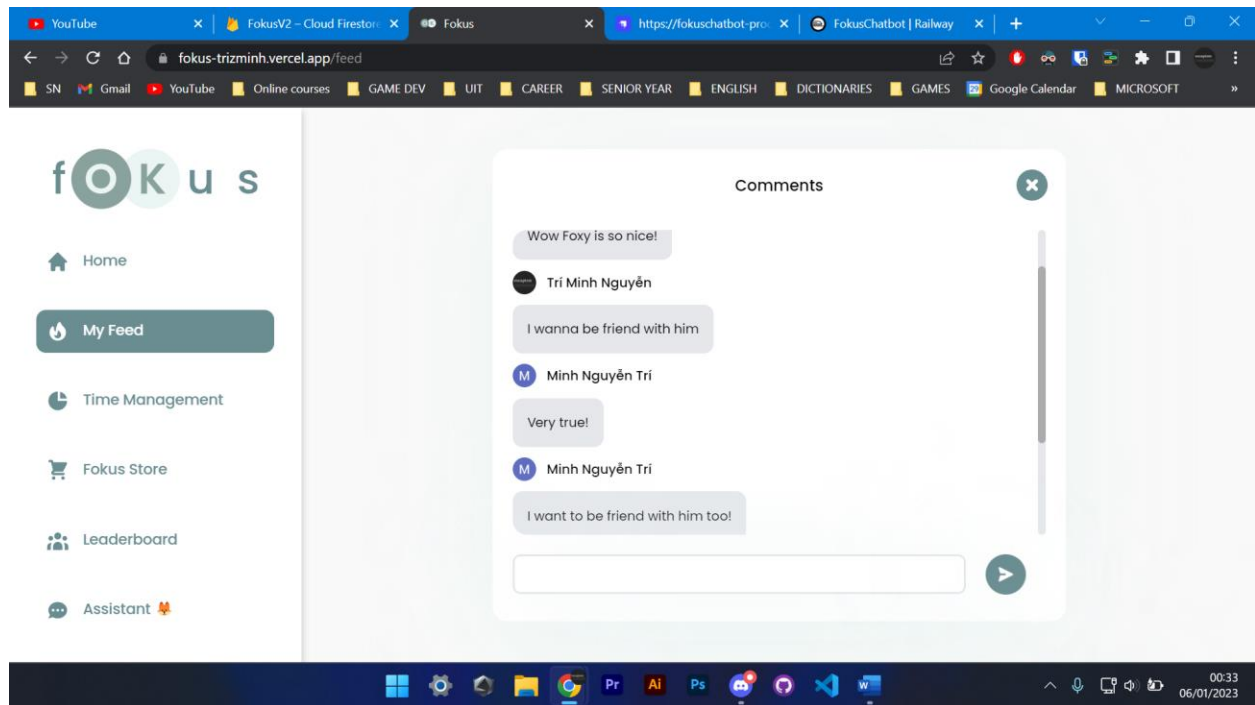 YouTube
FokusV2 – Cloud Firestore
Fokus
https://fokuschatbot-pro
FokusChatbot | Railway
fokus-trizminh.vercel.app/feed
SN
Gmail
YouTube
Online courses
GAME DEV
UIT
CAREER
SENIOR YEAR
ENGLISH
DICTIONARIES
GAMES
Google Calendar
MICROSOFT
»
fOKus
Home
My Feed
Time Management
Fokus Store
Leaderboard
Assistant
Comments
Wow Foxy is so nice!
Trí Minh Nguyễn
I wanna be friend with him
M Minh Nguyễn Trí
Very true!
M Minh Nguyễn Trí
I want to be friend with him too!
Pr
Ai
Ps
W
00:33
06/01/2023